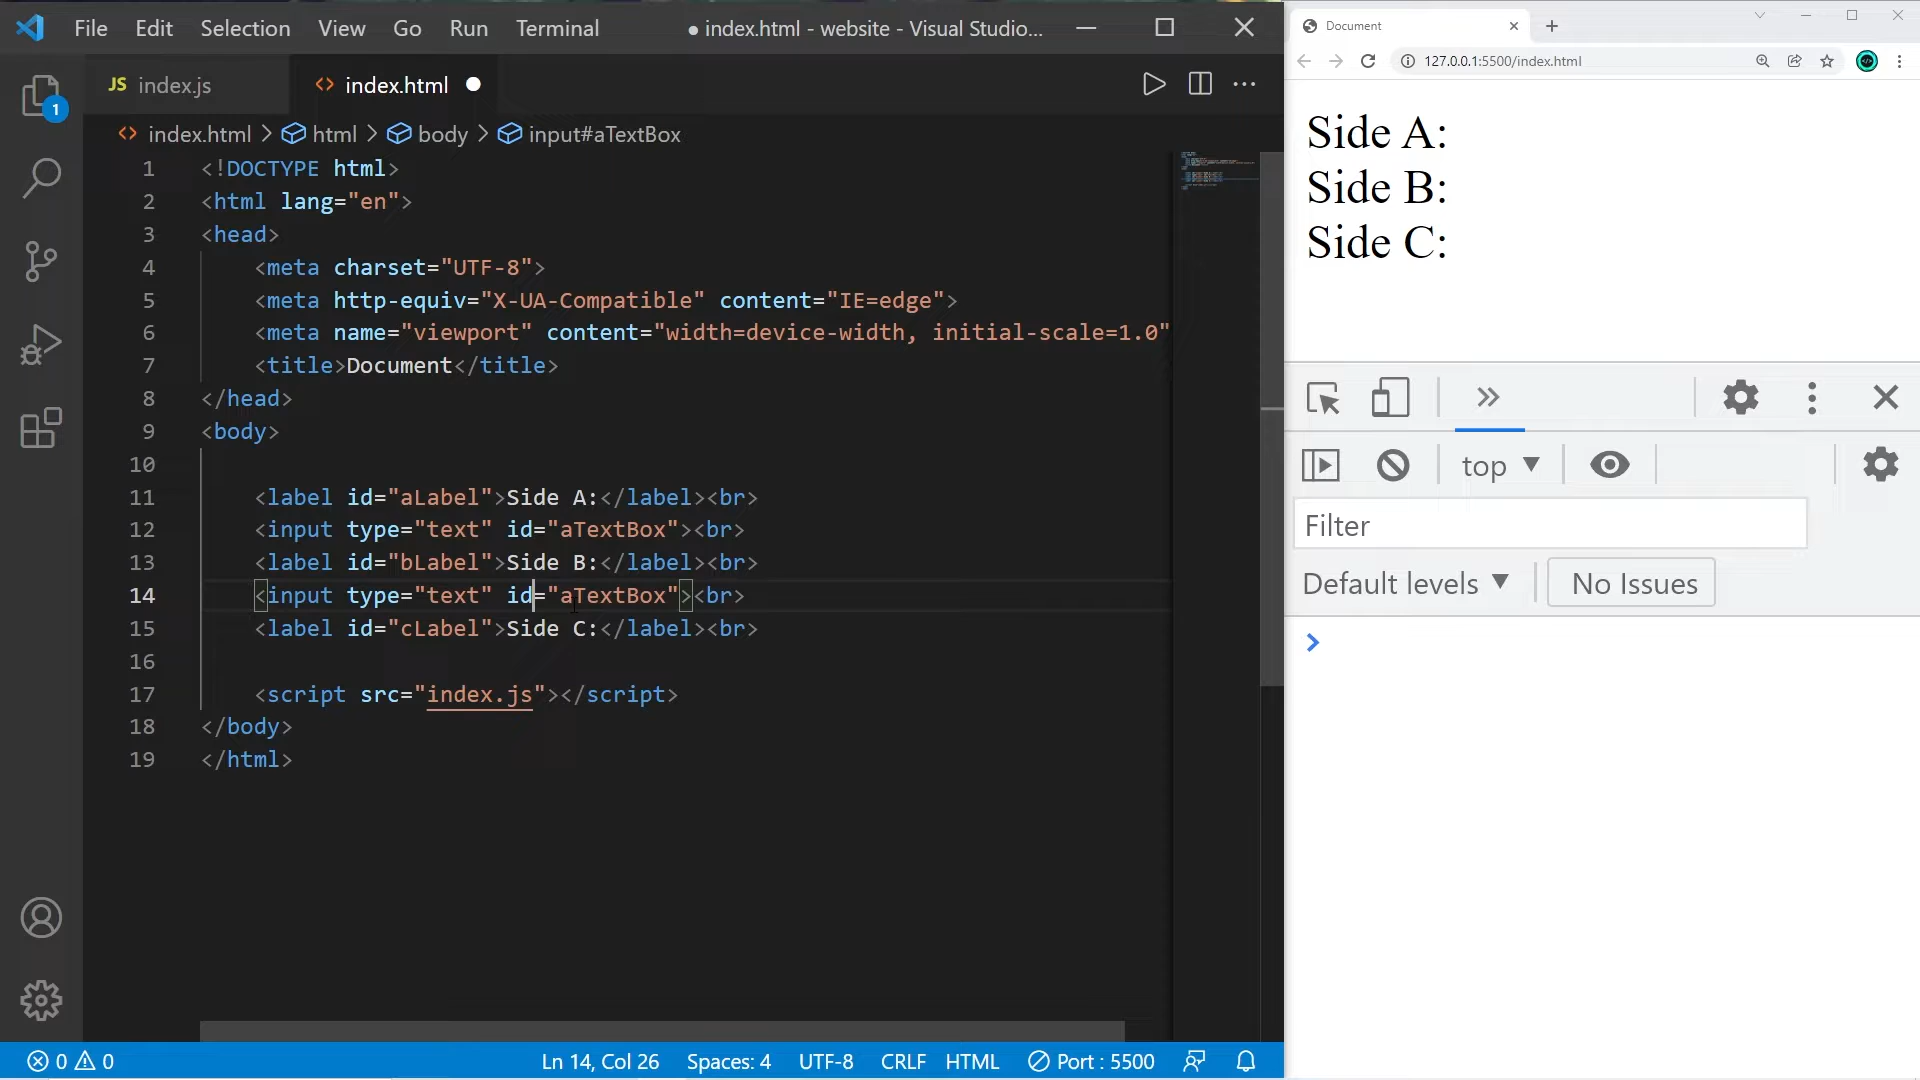 File Edit Selection View Go Run Terminal ● index.html - website - Visual Studio...
JS index.js
<> index.html ●
<> index.html > html > body > input#aTextBox
1 <!DOCTYPE html>
2 <html lang="en">
3 <head>
4 <meta charset="UTF-8">
5 <meta http-equiv="X-UA-Compatible" content="IE=edge">
6 <meta name="viewport" content="width=device-width, initial-scale=1.0"
7 <title>Document</title>
8 </head>
9 <body>
10
11 <label id="aLabel">Side A:</label><br>
12 <input type="text" id="aTextBox"><br>
13 <label id="bLabel">Side B:</label><br>
14 <input type="text" id="aTextBox"><br>
15 <label id="cLabel">Side C:</label><br>
16
17 <script src="index.js"></script>
18 </body>
19 </html>
1
0 0 Ln 14, Col 26 Spaces: 4 UTF-8 CRLF HTML Port : 5500
Document
127.0.0.1:5500/index.html
Side A:
Side B:
Side C:
top
Filter
Default levels No Issues